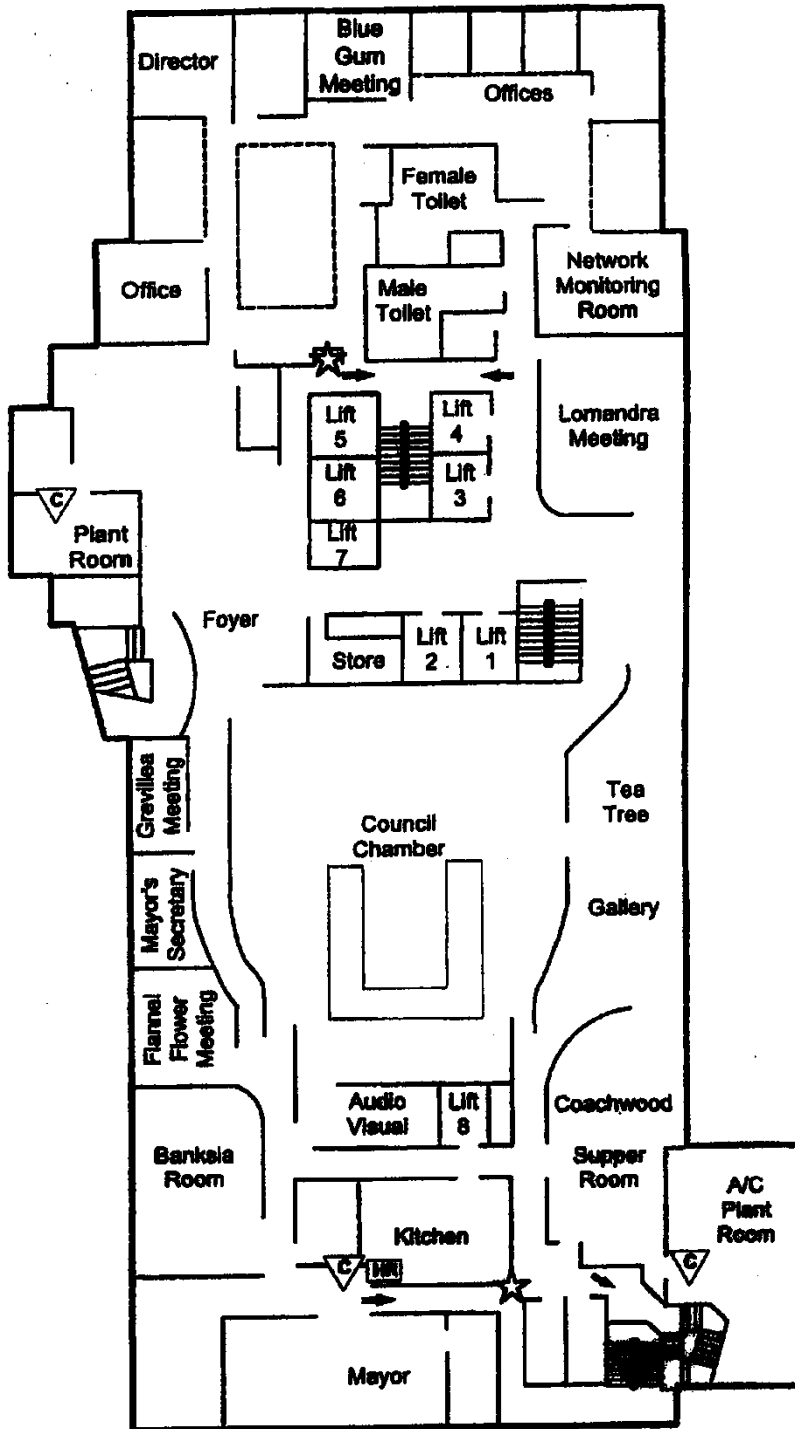 Director
Blue
Gum
Meeting
Offices
Female
Toilet
Office
Network
Monitoring
Room
Male
Toilet
Lift
5
Lift
4
Lomandra
Meeting
Lift
6
Lift
3
C
Plant
Room
Lift
7
Foyer
Store
Lift
2
Lift
1
Grevillea
Meeting
Tea
Tree
Council
Chamber
Mayor's
Secretary
Gallery
Flannel
Flower
Meeting
Audio
Visual
Lift
8
Coachwood
Banksia
Room
Supper
Room
A/C
Plant
Room
Kitchen
C
HR
C
Mayor